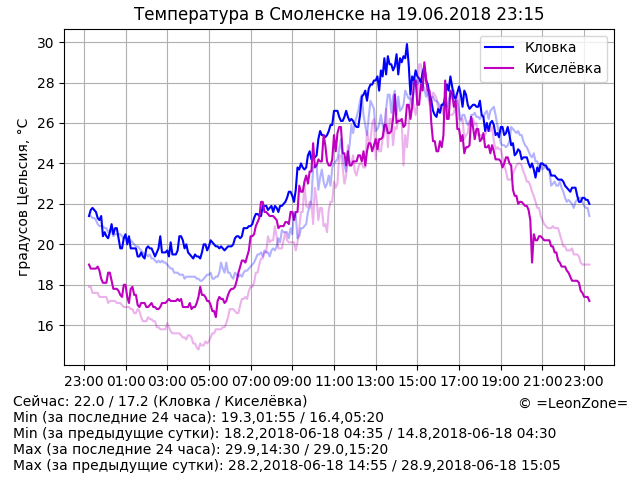 Температура в Смоленске на 19.06.2018 23:15
Кловка
Киселёвка
градусов Цельсия, °C
30
28
26
24
22
20
18
16
23:00 01:00 03:00 05:00 07:00 09:00 11:00 13:00 15:00 17:00 19:00 21:00 23:00
Сейчас: 22.0 / 17.2 (Кловка / Киселёвка)
© =LeonZone=
Min (за последние 24 часа): 19.3,01:55 / 16.4,05:20
Min (за предыдущие сутки): 18.2,2018-06-18 04:35 / 14.8,2018-06-18 04:30
Max (за последние 24 часа): 29.9,14:30 / 29.0,15:20
Max (за предыдущие сутки): 28.2,2018-06-18 14:55 / 28.9,2018-06-18 15:05